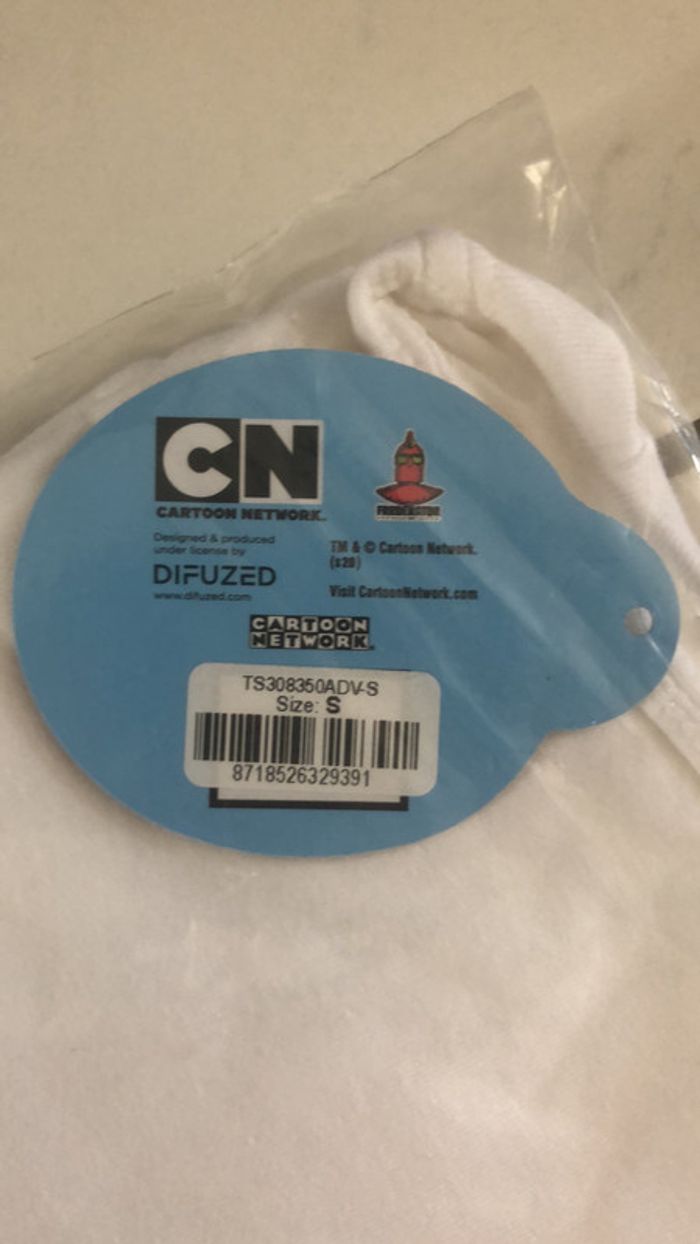 CN
CARTOON NETWORK.
Designed & produced
under license by
DIFUZED
www.difuzed.com
FREDERATOR
TM & © Cartoon Network.
(s20)
Visit CartoonNetwork.com
CARTOON
NETWORK.
TS308350ADV-S
Size: S
8718526329391